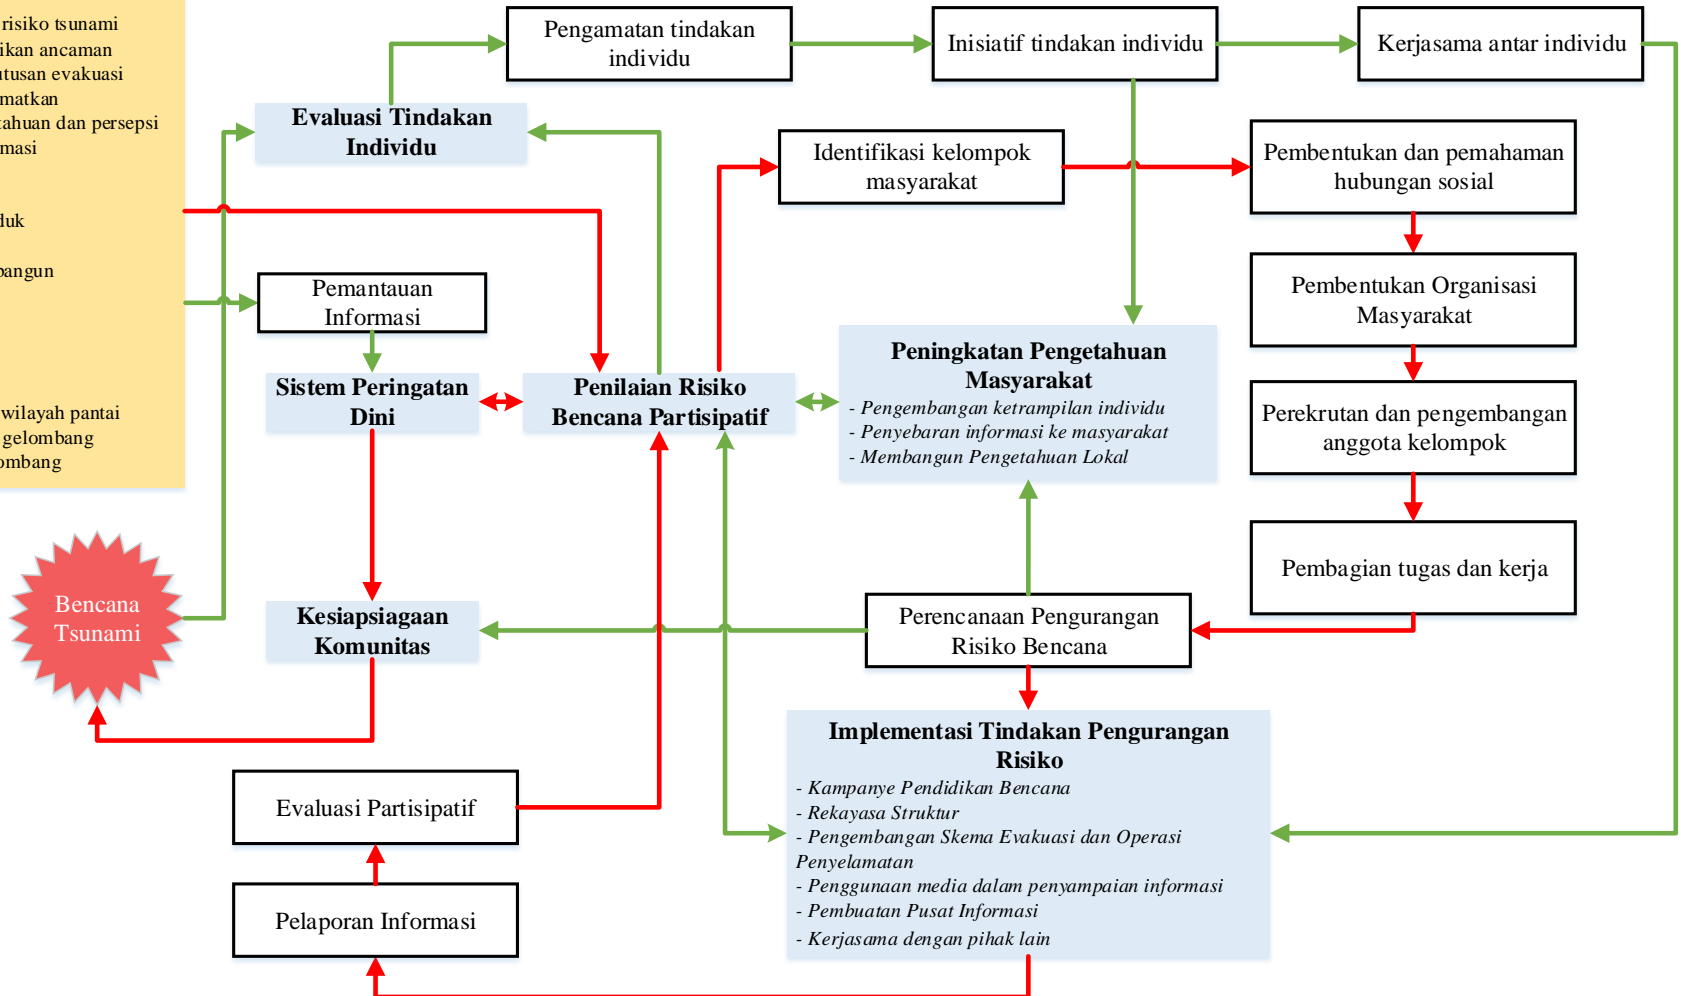 risiko tsunami
ikan ancaman
utusan evakuasi
matkan
tahuan dan persepsi
masi
duk
bangun
wilayah pantai
gelombang
ombang
Pengamatan tindakan
individu
Inisiatif tindakan individu
Kerjasama antar individu
Evaluasi Tindakan
Individu
Identifikasi kelompok
masyarakat
Pembentukan dan pemahaman
hubungan sosial
Pemantauan
Informasi
Pembentukan Organisasi
Masyarakat
Sistem Peringatan
Dini
Penilaian Risiko
Bencana Partisipatif
Peningkatan Pengetahuan
Masyarakat
- Pengembangan ketrampilan individu
- Penyebaran informasi ke masyarakat
- Membangun Pengetahuan Lokal
Perekrutan dan pengembangan
anggota kelompok
Pembagian tugas dan kerja
Bencana
Tsunami
Kesiapsiagaan
Komunitas
Perencanaan Pengurangan
Risiko Bencana
Implementasi Tindakan Pengurangan
Risiko
- Kampanye Pendidikan Bencana
- Rekayasa Struktur
- Pengembangan Skema Evakuasi dan Operasi
Penyelamatan
- Penggunaan media dalam penyampaian informasi
- Pembuatan Pusat Informasi
- Kerjasama dengan pihak lain
Evaluasi Partisipatif
Pelaporan Informasi